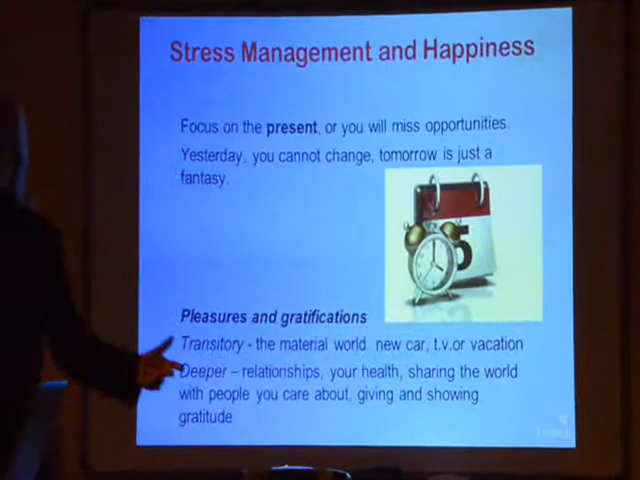 Stress Management and Happiness
Focus on the present, or you will miss opportunities.
Yesterday, you cannot change, tomorrow is just a
fantasy.
5
Pleasures and gratifications
Transitory - the material world new car, t.v.or vacation
Deeper – relationships, your health, sharing the world
with people you care about, giving and showing
gratitude